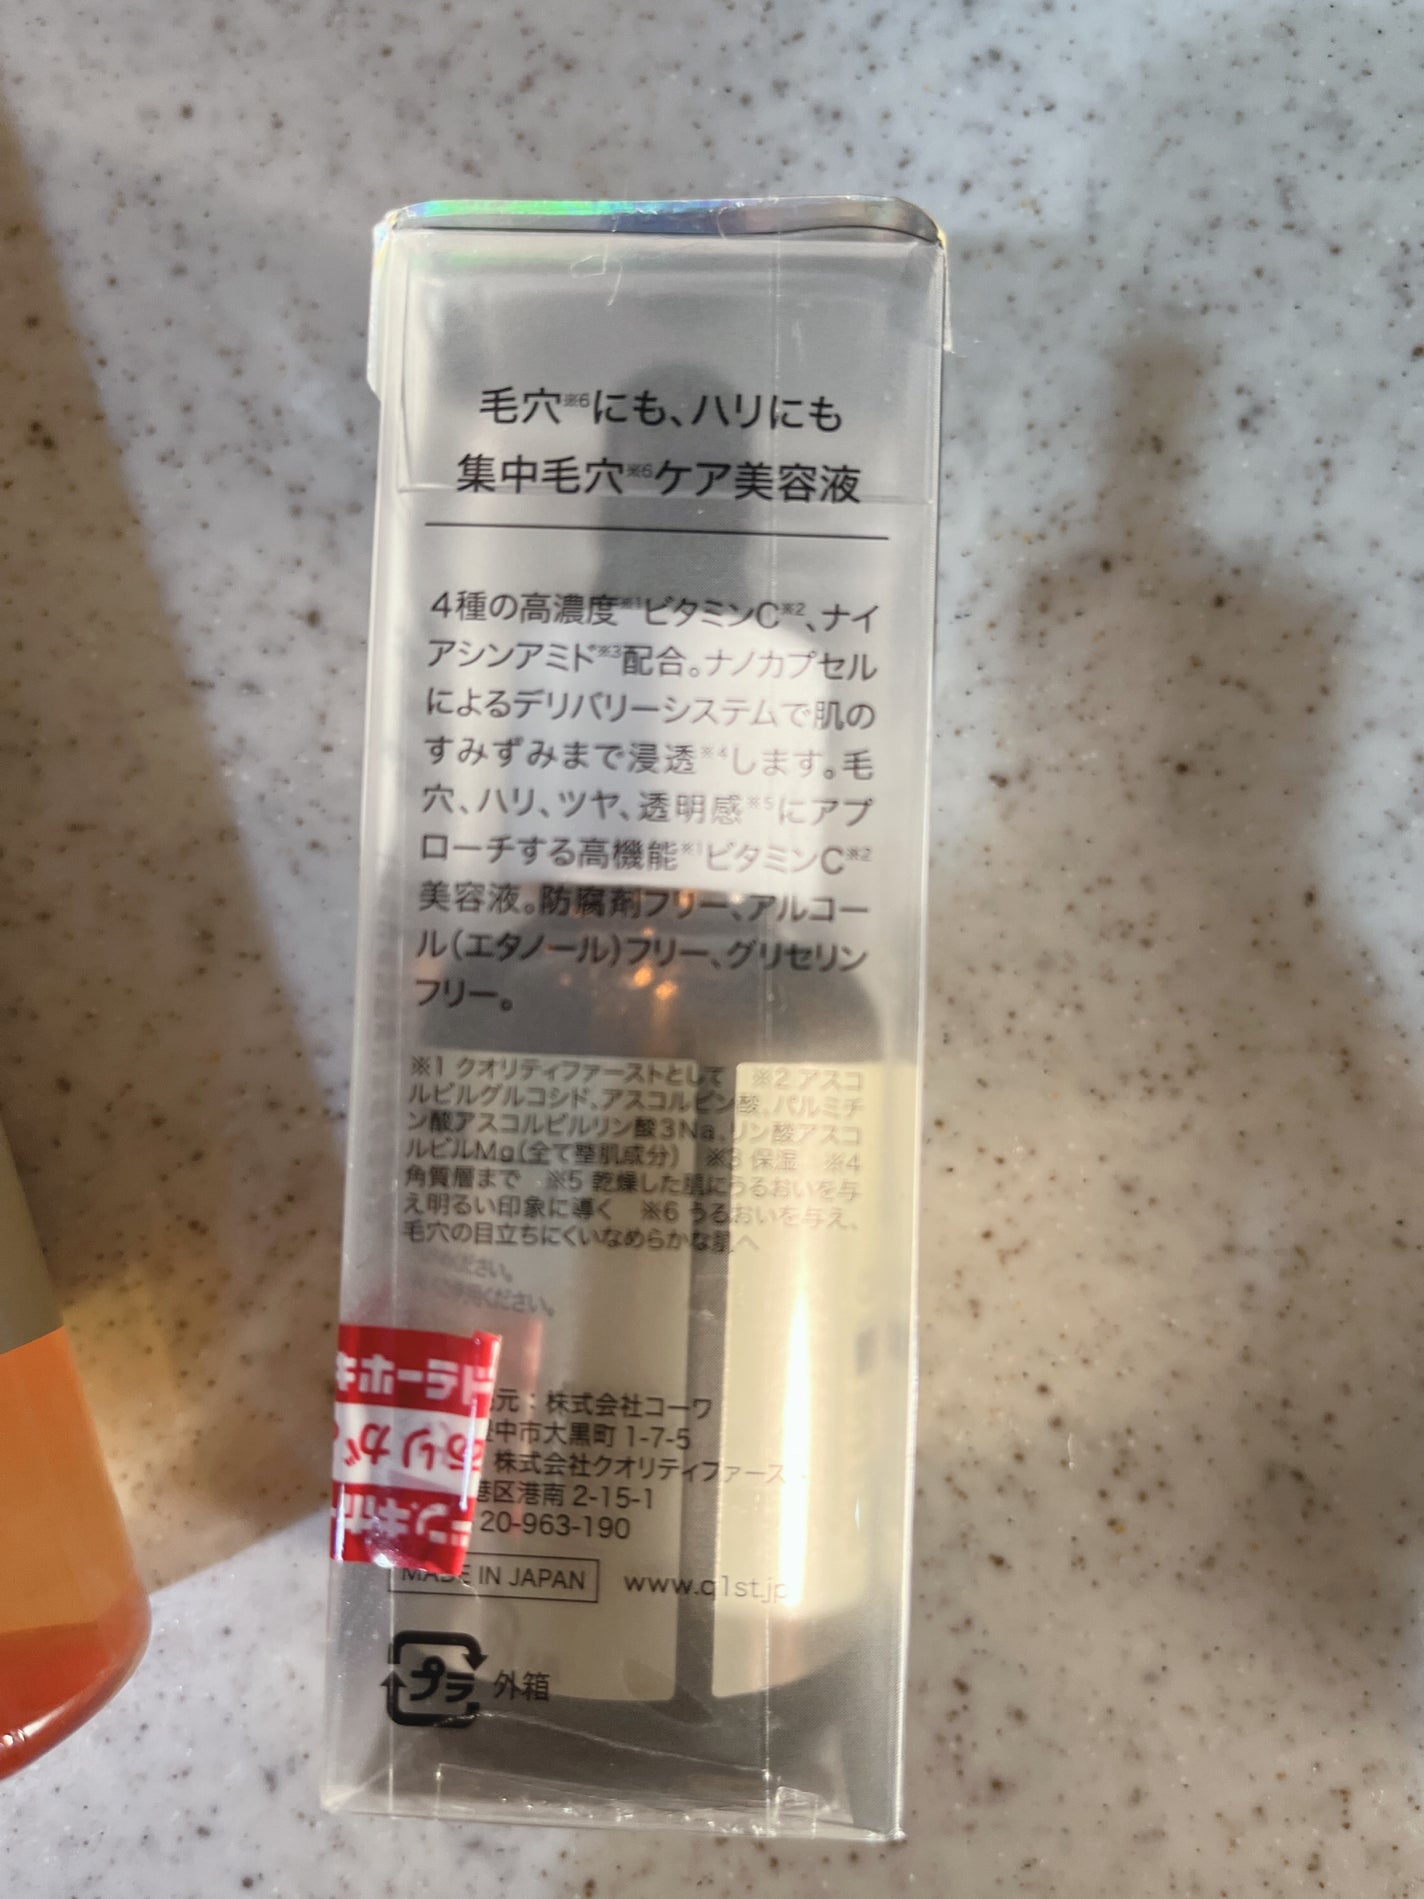 毛穴※6にも、ハリにも
集中毛穴※6ケア美容液
4種の高濃度※1ビタミンC※2、ナイ
アシンアミド※3配合。ナノカプセル
によるデリバリーシステムで肌の
すみずみまで浸透※4します。毛
穴、ハリ、ツヤ、透明感※5にアプ
ローチする高機能※1ビタミンC※2
美容液。防腐剤フリー、アルコー
ル(エタノール)フリー、グリセリン
フリー。
※1 クオリティファーストとして ※2 アスコ
ルビルグルコシド、アスコルビン酸、パルミチ
ン酸アスコルビルリン酸3Na、リン酸アスコ
ルビルMg(全て整肌成分) ※3 保湿 ※4
角質層まで ※5 乾燥した肌にうるおいを与
え明るい印象に導く ※6 うるおいを与え、
毛穴の目立ちにくいなめらかな肌へ
ください。
ください。
元：株式会社コーワ
中市大黒町 1-7-5
株式会社クオリティファース
港区港南 2-15-1
20-963-190
MADE IN JAPAN www.q1st.jp
プラ 外箱
ドン.キホー
ありが